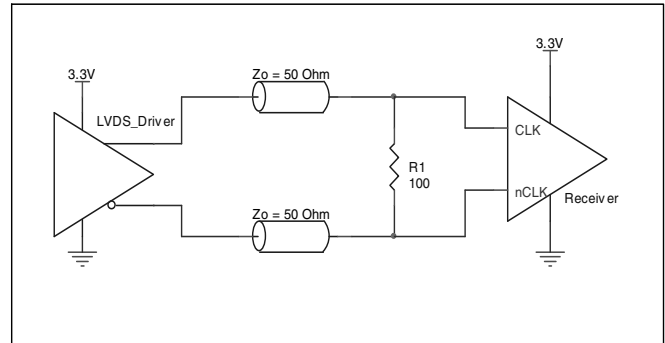 3.3V
3.3V
Zo = 50 Ohm
LVDS_Driver
CLK
R1
100
nCLK
Receiver
Zo = 50 Ohm